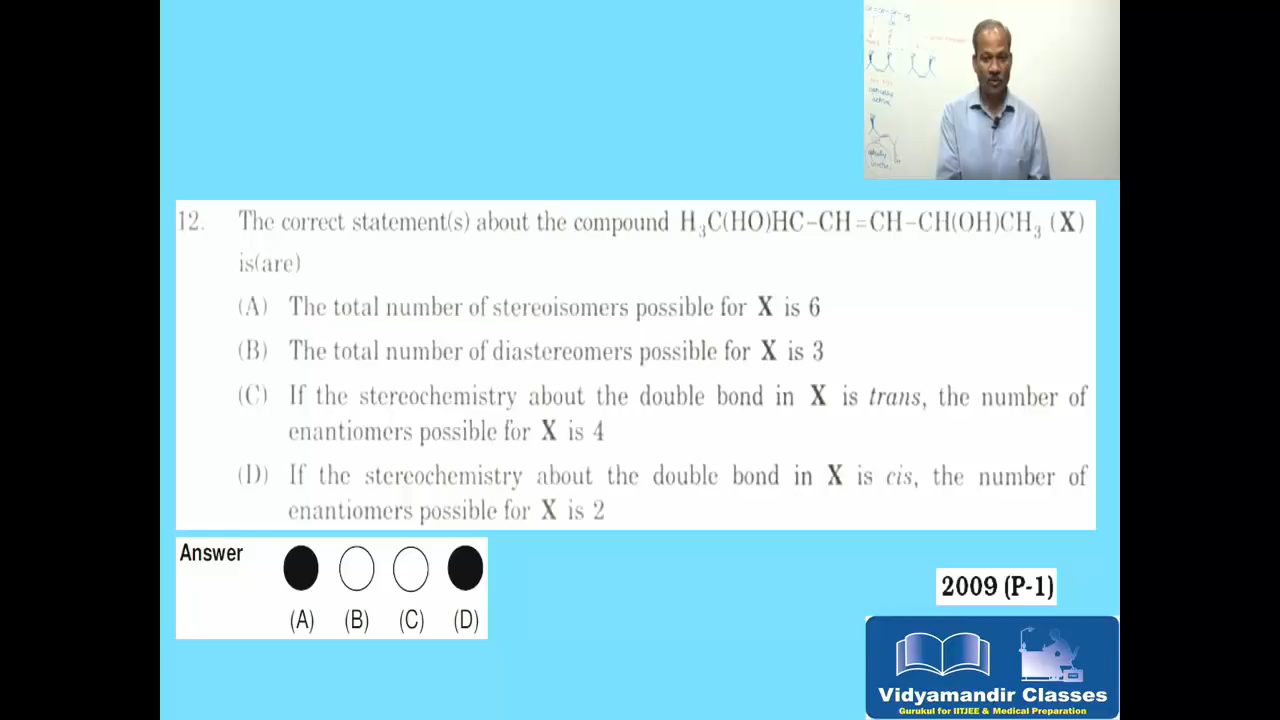 12. The correct statement(s) about the compound H₃C(HO)HC–CH=CH–CH(OH)CH₃ (X)
is(are)
(A) The total number of stereoisomers possible for X is 6
(B) The total number of diastereomers possible for X is 3
(C) If the stereochemistry about the double bond in X is trans, the number of
enantiomers possible for X is 4
(D) If the stereochemistry about the double bond in X is cis, the number of
enantiomers possible for X is 2
Answer
(A) (B) (C) (D)
2009 (P-1)
Vidyamandir Classes
Gurukul for IITJEE & Medical Preparation